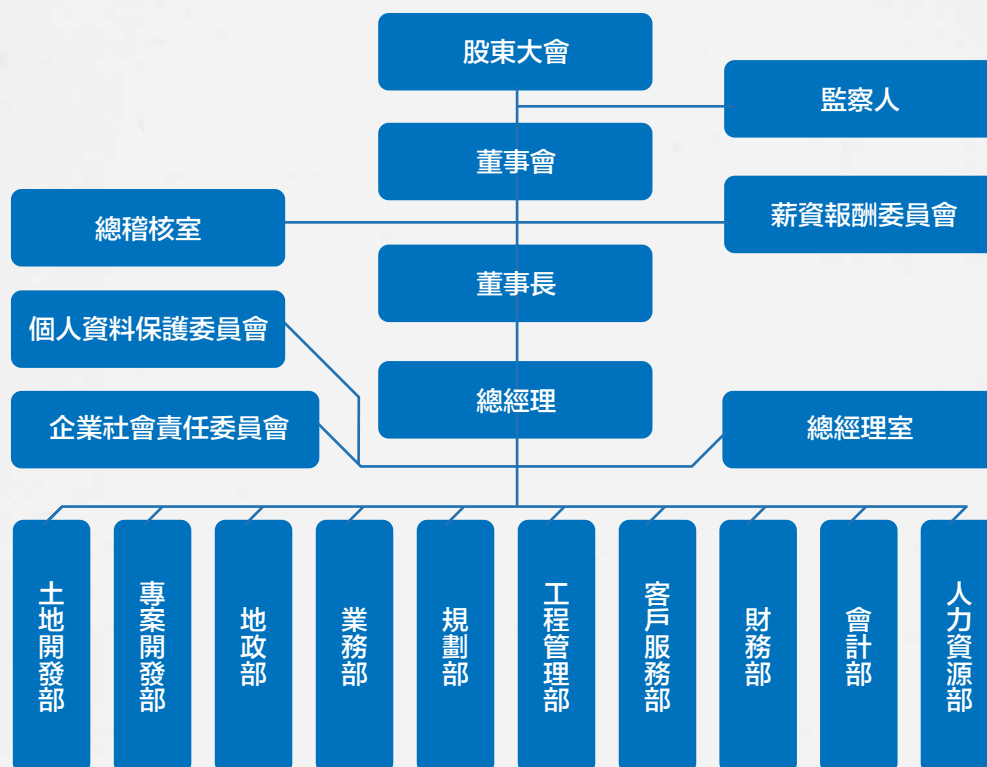 股東大會
監察人
董事會
總稽核室
薪資報酬委員會
董事長
個人資料保護委員會
總經理
企業社會責任委員會
總經理室
土地開發部
專案開發部
地政部
業務部
規劃部
工程管理部
客戶服務部
財務部
會計部
人力資源部